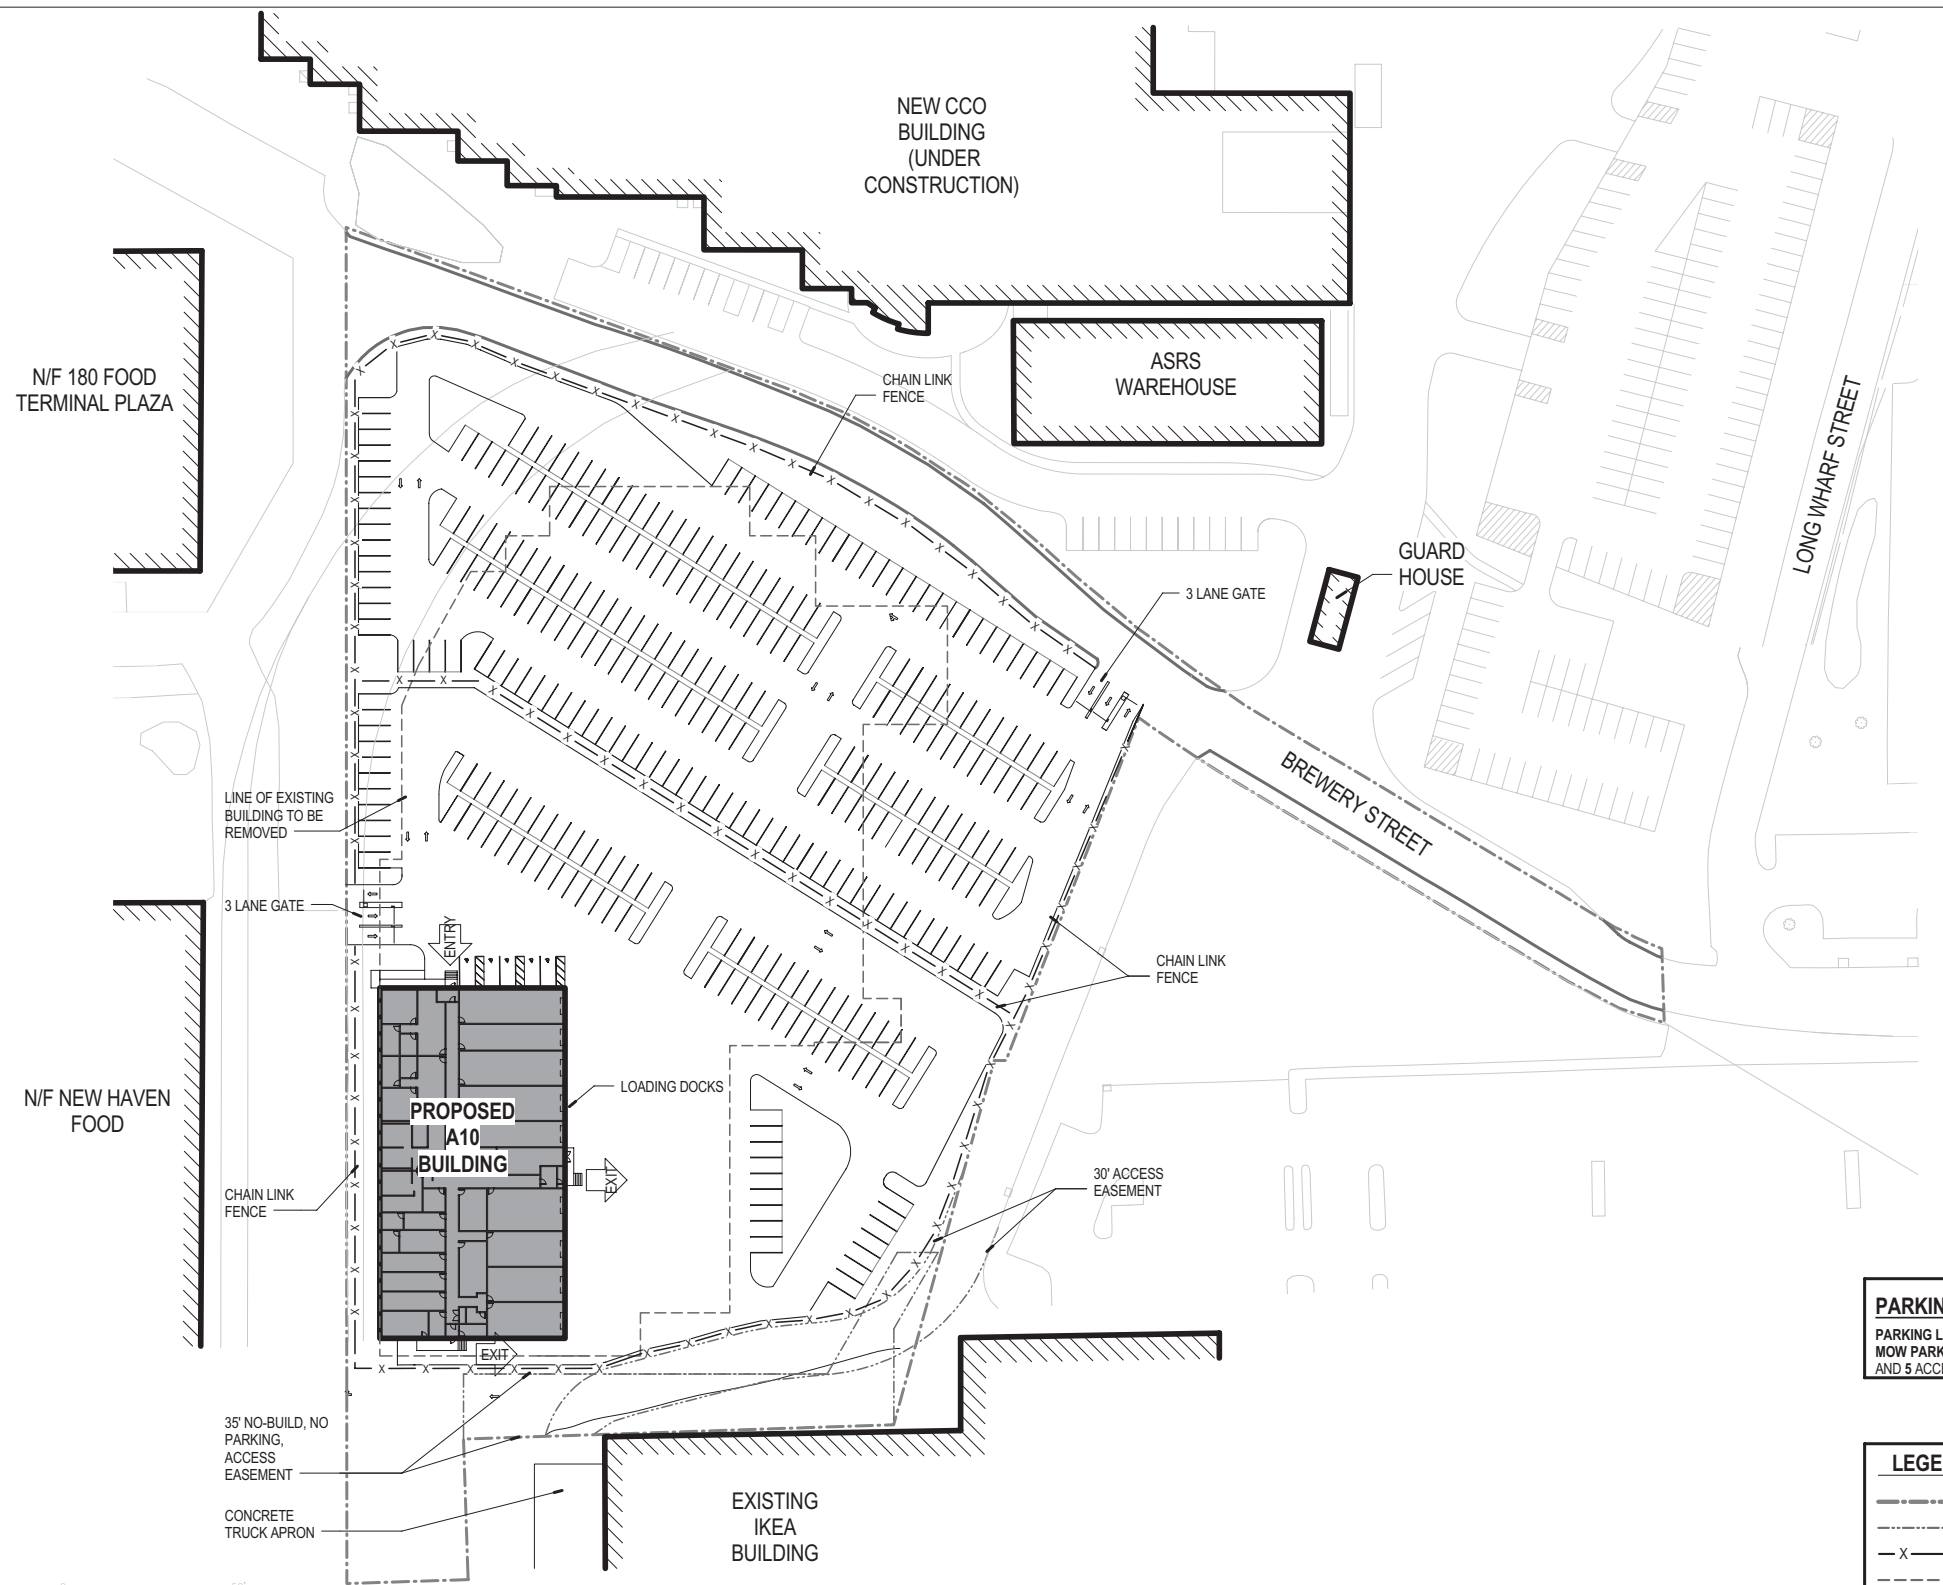 NEW CCO
BUILDING
(UNDER
CONSTRUCTION)
N/F 180 FOOD
TERMINAL PLAZA
ASRS
WAREHOUSE
CHAIN LINK
FENCE
LONG WHARF STREET
GUARD
HOUSE
3 LANE GATE
BREWERY STREET
LINE OF EXISTING
BUILDING TO BE
REMOVED
3 LANE GATE
ENTRY
CHAIN LINK
FENCE
LOADING DOCKS
N/F NEW HAVEN
FOOD
PROPOSED
A10
BUILDING
EXIT
30' ACCESS
EASEMENT
CHAIN LINK
FENCE
EXIT
35' NO-BUILD, NO
PARKING,
ACCESS
EASEMENT
CONCRETE
TRUCK APRON
EXISTING
IKEA
BUILDING
PARKIN
PARKING L
MOW PARK
AND 5 ACC
LEGE
X